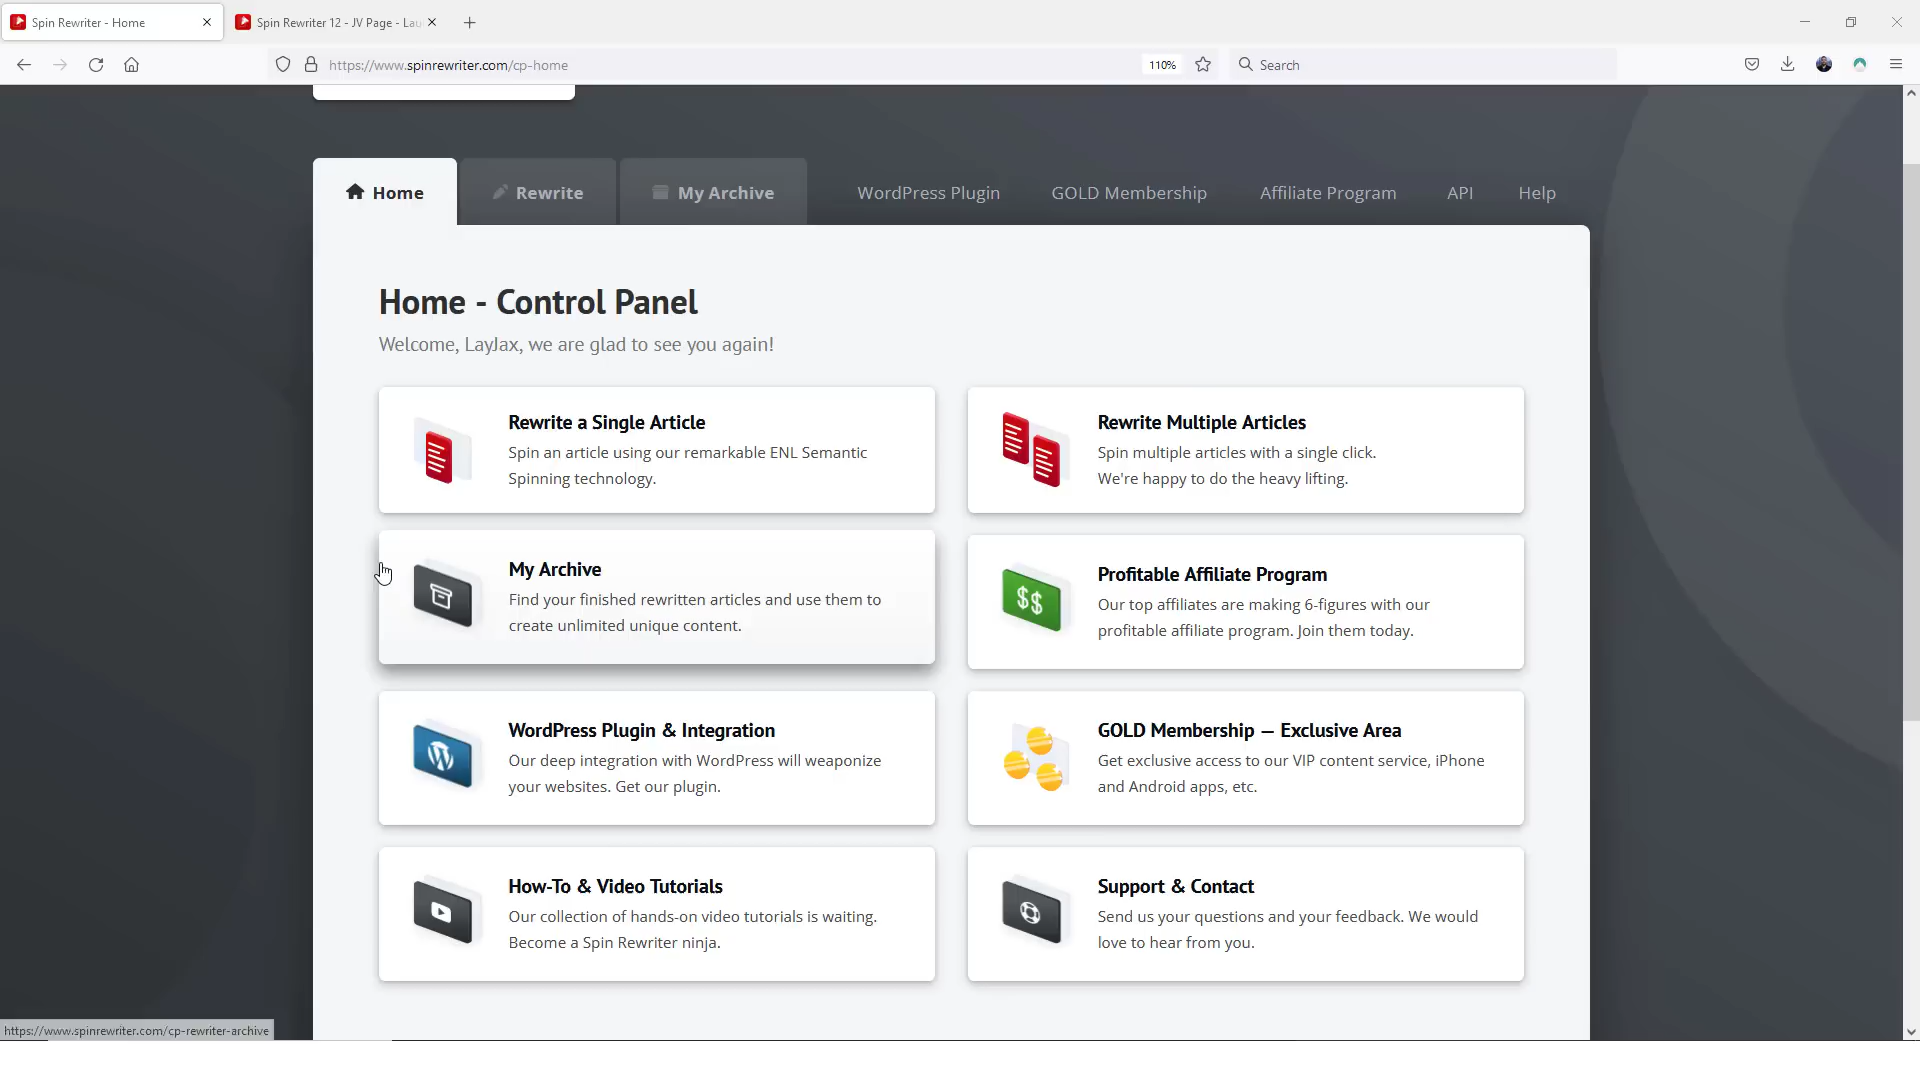 Spin Rewriter - Home
Spin Rewriter 12 - JV Page - Lau
https://www.spinrewriter.com/cp-home
110%
Search
Home
Rewrite
My Archive
WordPress Plugin
GOLD Membership
Affiliate Program
API
Help
Home - Control Panel
Welcome, LayJax, we are glad to see you again!
Rewrite a Single Article
Spin an article using our remarkable ENL Semantic
Spinning technology.
Rewrite Multiple Articles
Spin multiple articles with a single click.
We're happy to do the heavy lifting.
My Archive
Find your finished rewritten articles and use them to
create unlimited unique content.
$$
Profitable Affiliate Program
Our top affiliates are making 6-figures with our
profitable affiliate program. Join them today.
WordPress Plugin & Integration
Our deep integration with WordPress will weaponize
your websites. Get our plugin.
GOLD Membership — Exclusive Area
Get exclusive access to our VIP content service, iPhone
and Android apps, etc.
How-To & Video Tutorials
Our collection of hands-on video tutorials is waiting.
Become a Spin Rewriter ninja.
Support & Contact
Send us your questions and your feedback. We would
love to hear from you.
https://www.spinrewriter.com/cp-rewriter-archive